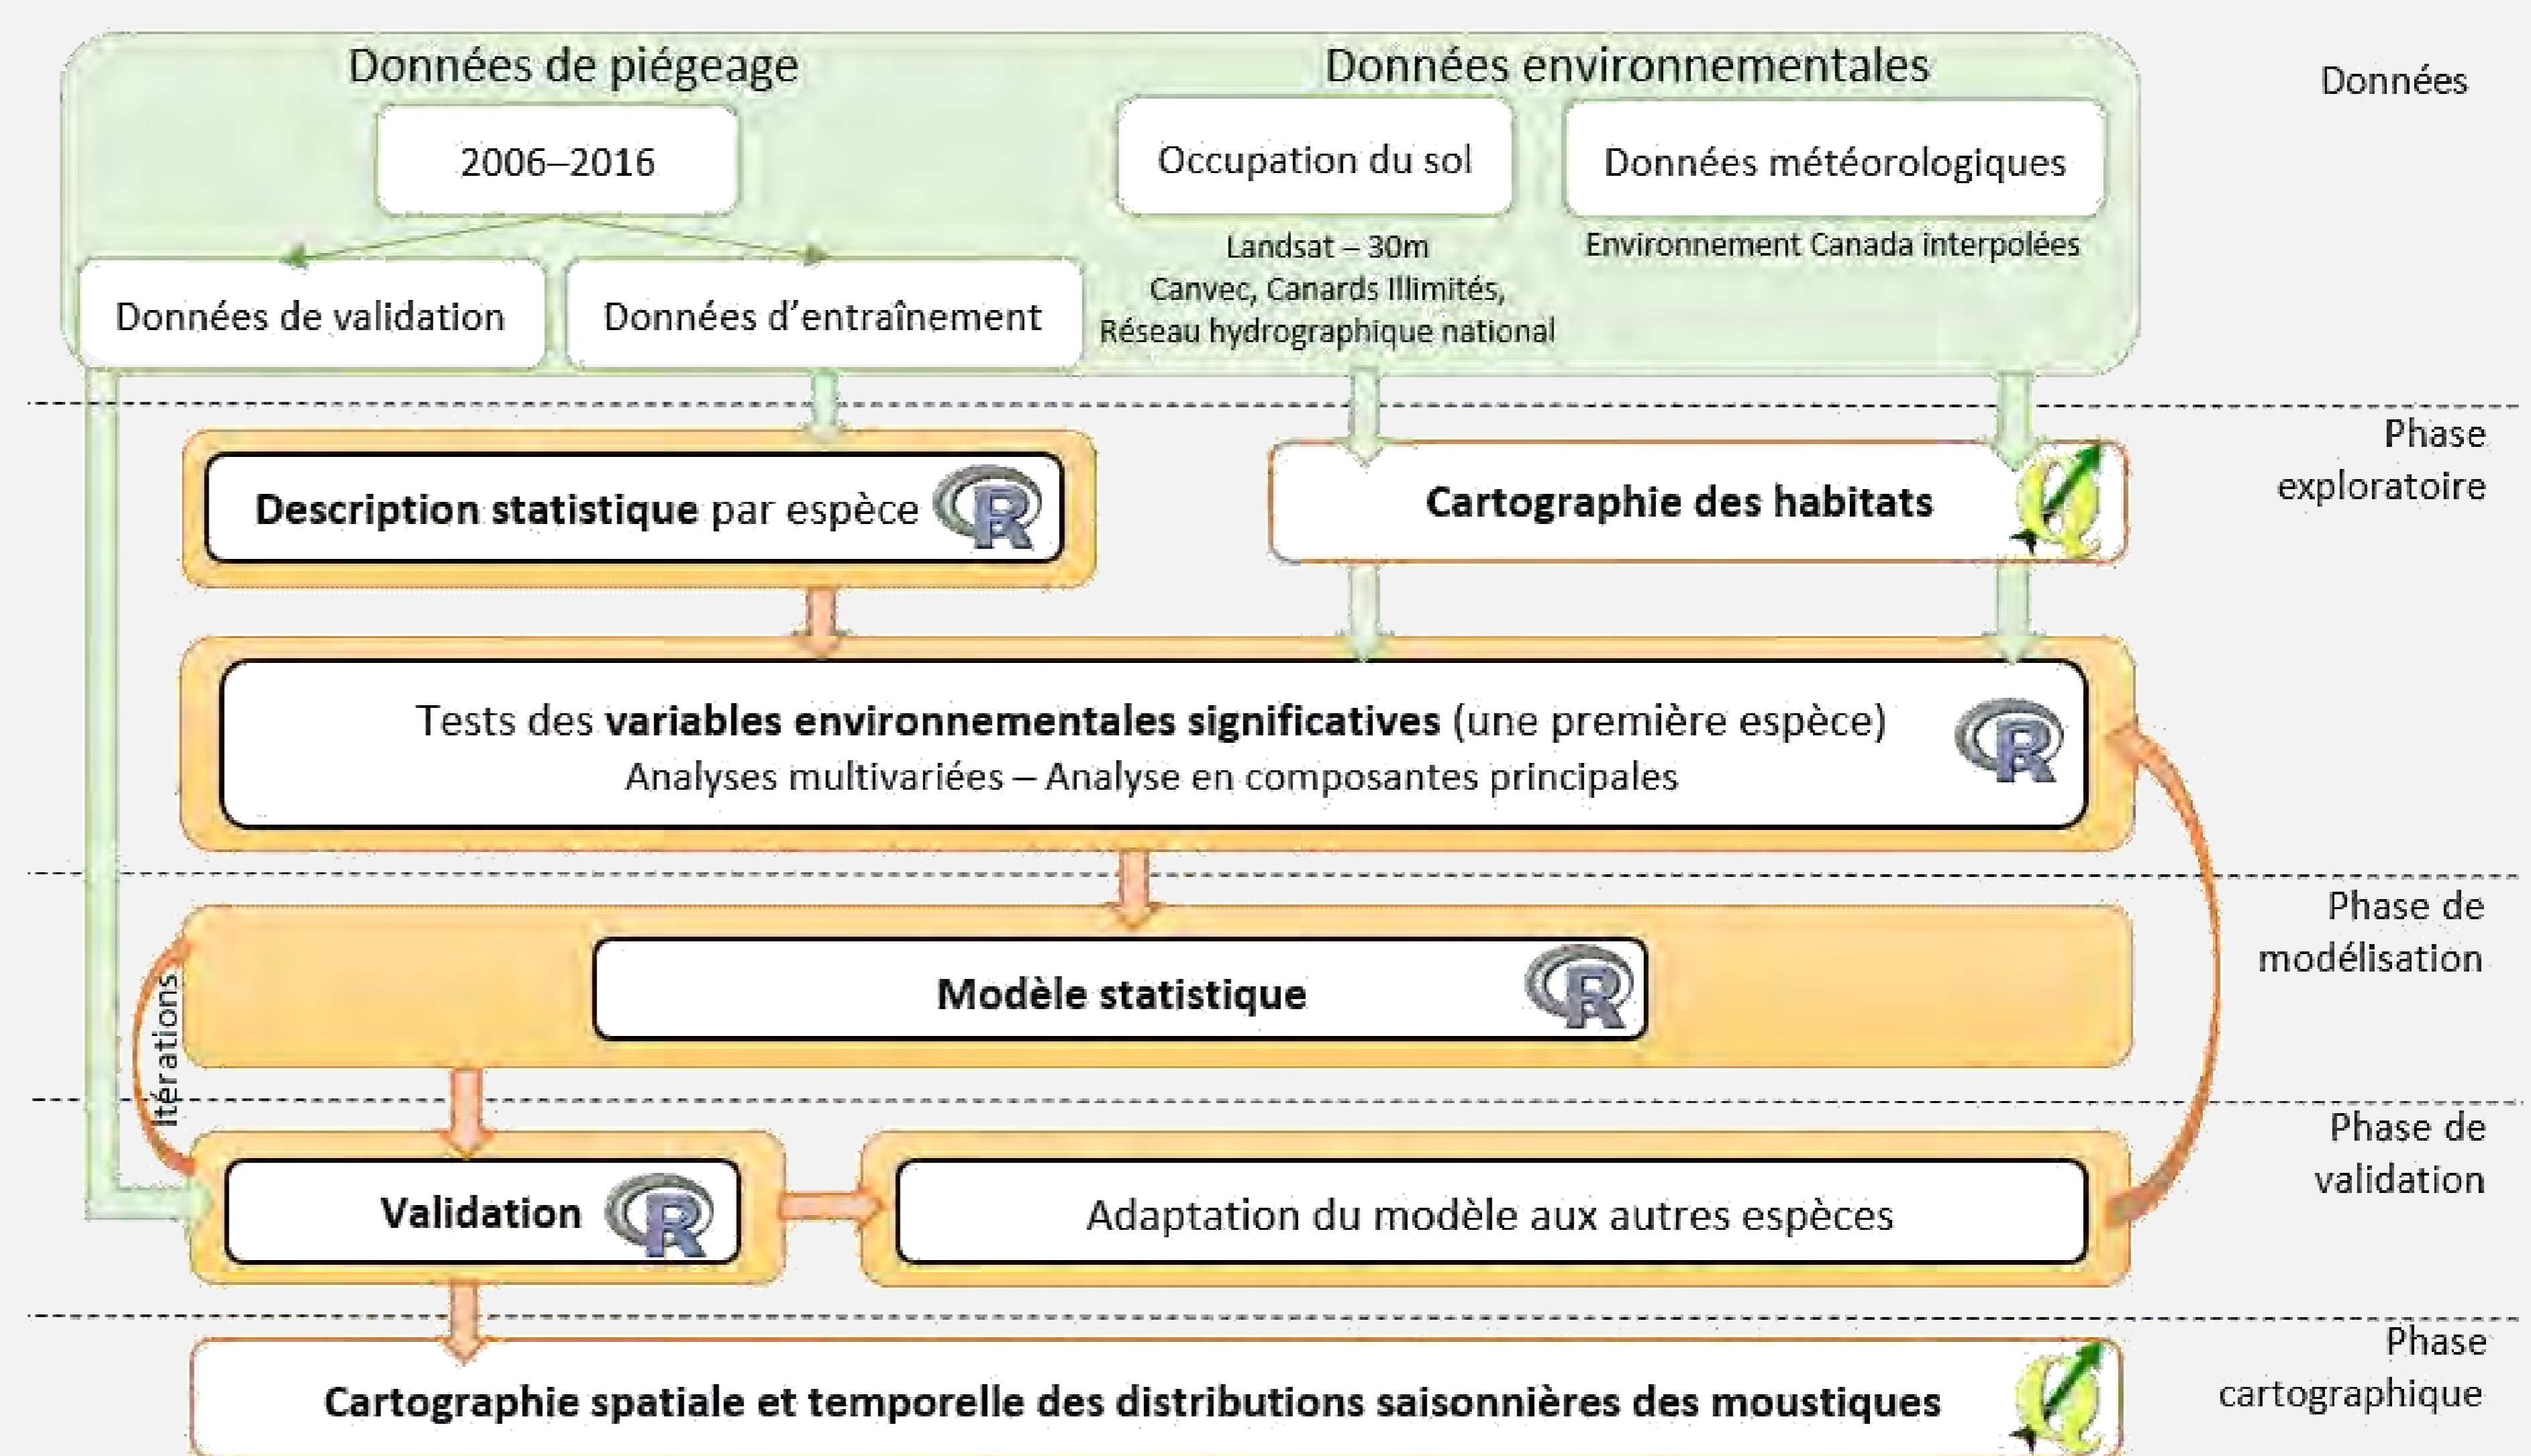 Données de piégeage
Données environnementales
Données
2006–2016
Occupation du sol
Données météorologiques
Landsat – 30m
Canvec, Canards Illimités,
Réseau hydrographique national
Environnement Canada interpolées
Données de validation
Données d’entraînement
Phase
exploratoire
Description statistique par espèce
R
Cartographie des habitats
Q
Tests des variables environnementales significatives (une première espèce)
Analyses multivariées – Analyse en composantes principales
R
Phase de
modélisation
Modèle statistique
R
Itérations
Phase de
validation
Validation
R
Adaptation du modèle aux autres espèces
Phase
cartographique
Cartographie spatiale et temporelle des distributions saisonnières des moustiques
Q